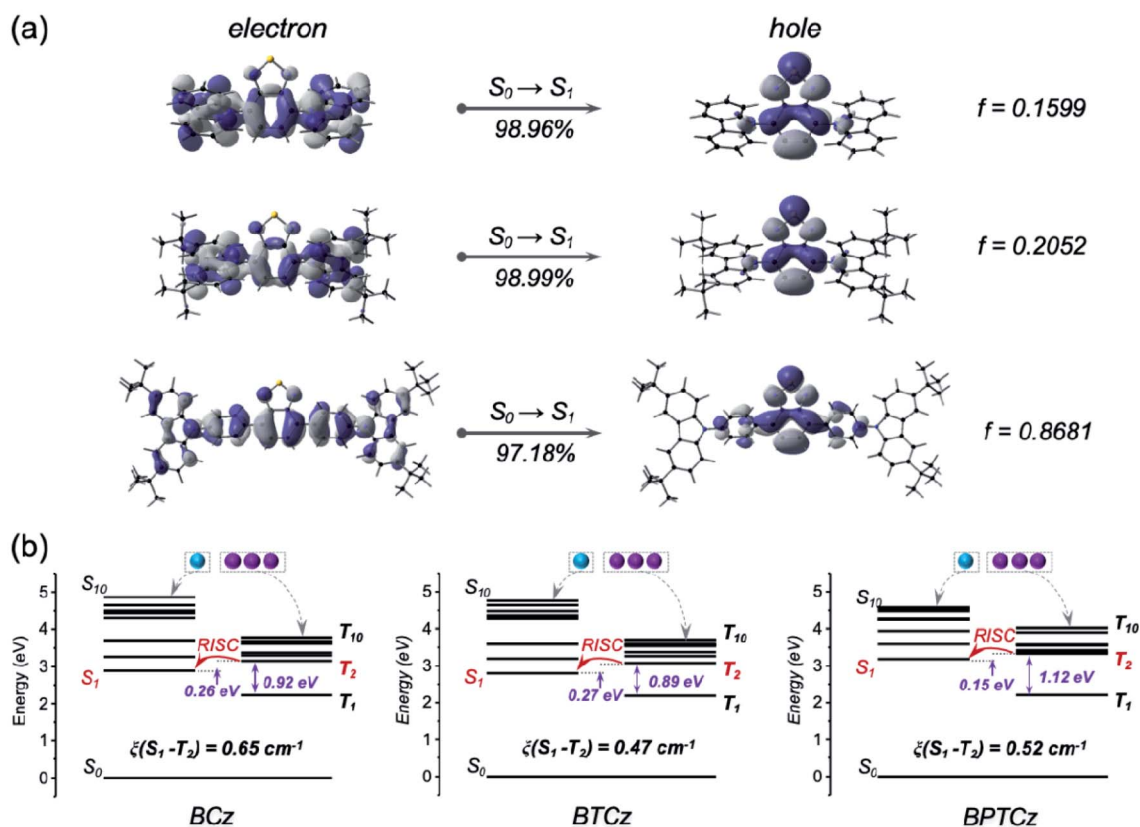 (a)
electron
hole
S₀ → S₁
98.96%
f = 0.1599
S₀ → S₁
98.99%
f = 0.2052
S₀ → S₁
97.18%
f = 0.8681
(b)
Energy (eV)
5
4
3
2
1
0
S₁₀
S₁
S₀
RISC
T₁₀
T₂
T₁
0.26 eV
0.92 eV
ξ(S₁ -T₂) = 0.65 cm⁻¹
BCz
Energy (eV)
5
4
3
2
1
0
S₁₀
S₁
S₀
RISC
T₁₀
T₂
T₁
0.27 eV
0.89 eV
ξ(S₁ -T₂) = 0.47 cm⁻¹
BTCz
Energy (eV)
5
4
3
2
1
0
S₁₀
S₁
S₀
RISC
T₁₀
T₂
T₁
0.15 eV
1.12 eV
ξ(S₁ -T₂) = 0.52 cm⁻¹
BPTCz